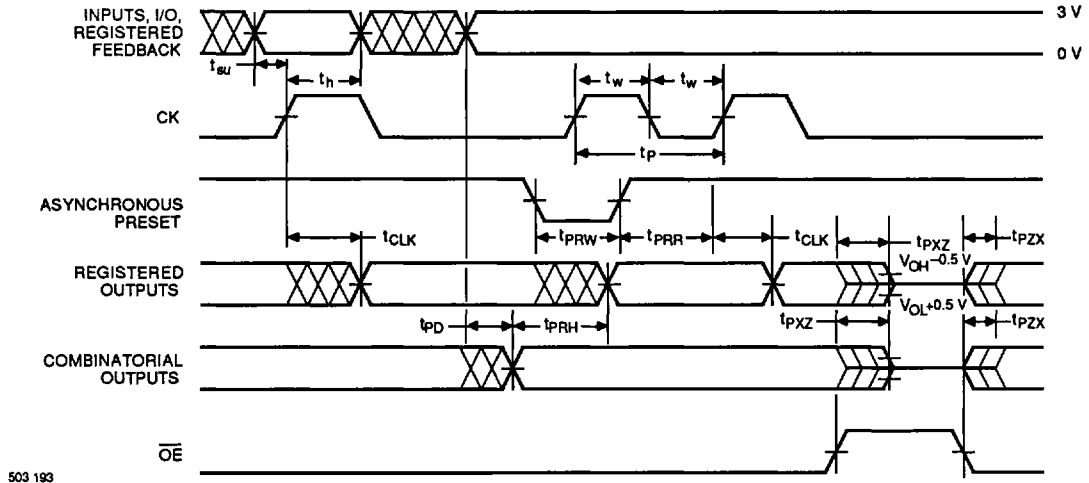 INPUTS, I/O,
REGISTERED
FEEDBACK
3 V
0 V
tsu
th
tw
tw
CK
tP
ASYNCHRONOUS
PRESET
tCLK
tPRW
tPRR
tCLK
tPXZ
tPZX
REGISTERED
OUTPUTS
VOH−0.5 V
VOL+0.5 V
tPD
tPRH
tPXZ
tPZX
COMBINATORIAL
OUTPUTS
OE
503 193